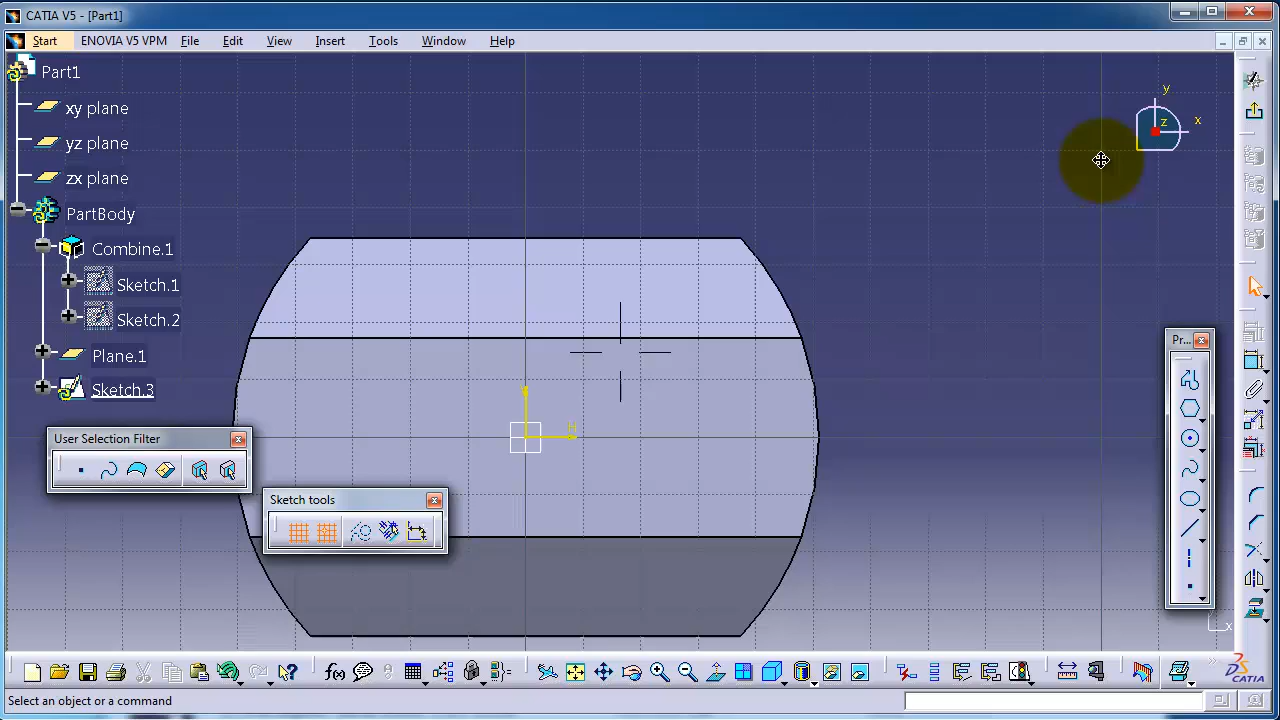 CATIA V5 - [Part1]
Start ENOVIA V5 VPM File Edit View Insert Tools Window Help
Part1
xy plane
yz plane
zx plane
PartBody
Combine.1
Sketch.1
Sketch.2
Plane.1
Sketch.3
y
x
z
H
User Selection Filter
Sketch tools
Pr...
x
f(x)
CATIA
Select an object or a command